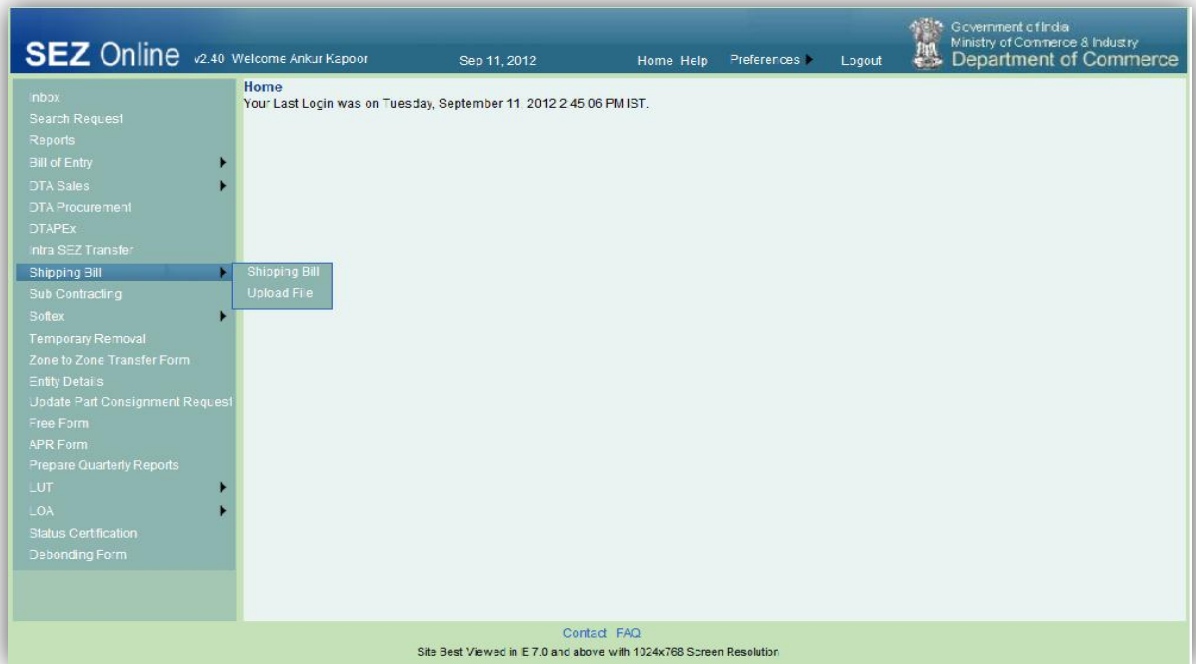 SEZ Online v2.40 Welcome Ankur Kapoor Sep 11, 2012 Home Help Preferences Logout
Government of India
Ministry of Commerce & Industry
Department of Commerce
Inbox
Search Request
Reports
Bill of Entry
DTA Sales
DTA Procurement
DTAPEx
Intra SEZ Transfer
Shipping Bill
Sub Contracting
Softex
Temporary Removal
Zone to Zone Transfer Form
Entity Details
Update Part Consignment Request
Free Form
APR Form
Prepare Quarterly Reports
LUT
LOA
Status Certification
Debonding Form
Shipping Bill
Upload File
Home
Your Last Login was on Tuesday, September 11, 2012 2:45:06 PM IST.
Contact FAQ
Site Best Viewed in IE 7.0 and above with 1024x768 Screen Resolution